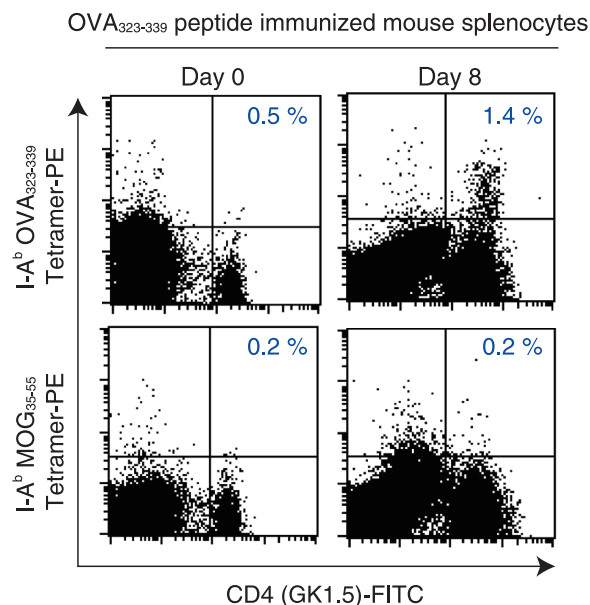 OVA323-339 peptide immunized mouse splenocytes
Day 0
Day 8
I-Ab OVA323-339
Tetramer-PE
0.5 %
1.4 %
I-Ab MOG35-55
Tetramer-PE
0.2 %
0.2 %
CD4 (GK1.5)-FITC